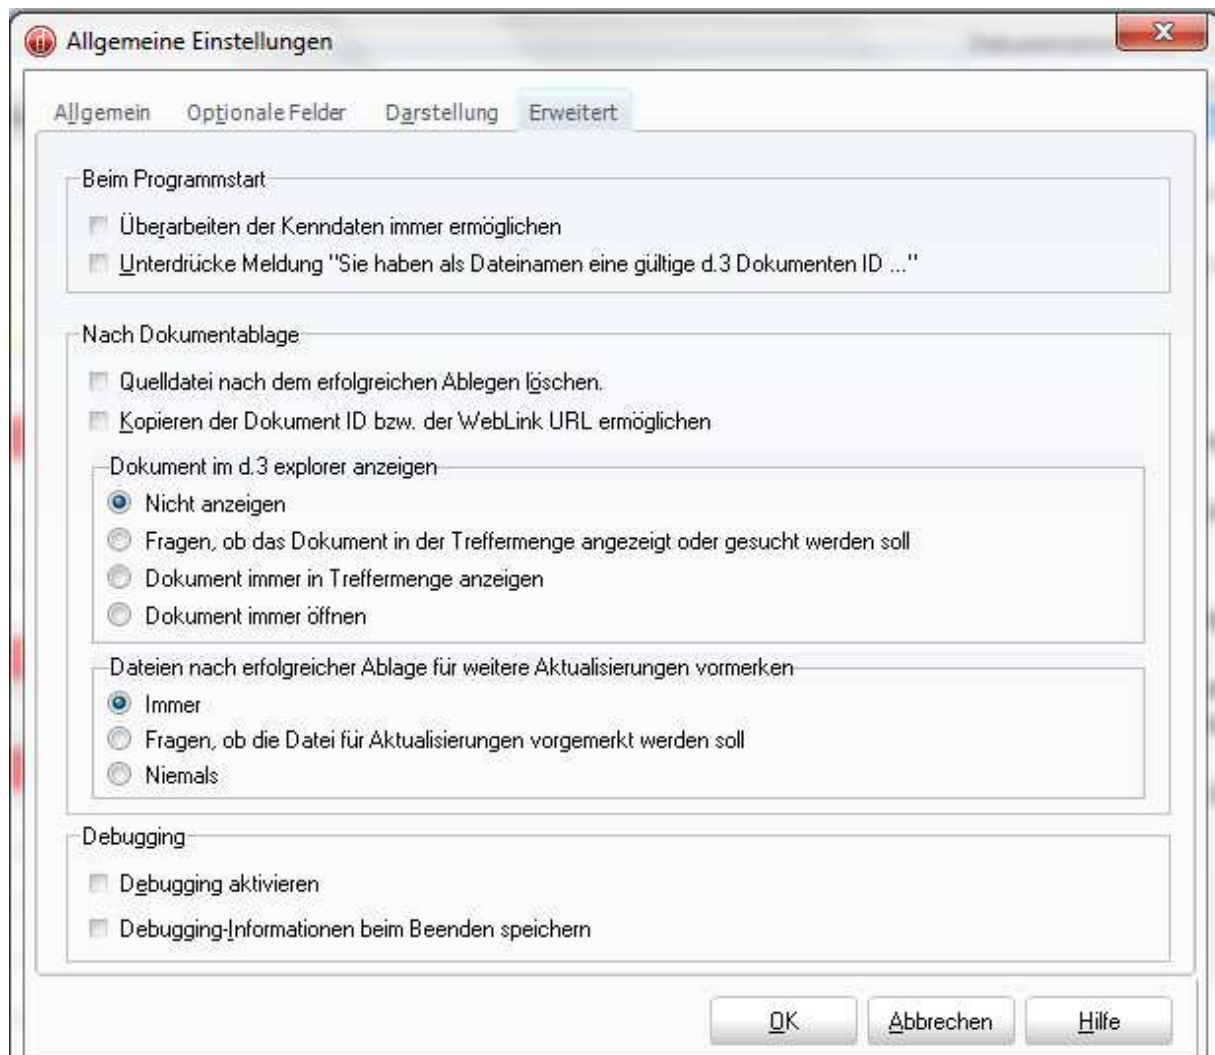 Allgemeine Einstellungen
Allgemein Optionale Felder Darstellung Erweitert
Beim Programmstart
Überarbeiten der Kenndaten immer ermöglichen
Unterdrücke Meldung "Sie haben als Dateinamen eine gültige d.3 Dokumenten ID ..."
Nach Dokumentablage
Quelldatei nach dem erfolgreichen Ablegen löschen.
Kopieren der Dokument ID bzw. der WebLink URL ermöglichen
Dokument im d.3 explorer anzeigen
Nicht anzeigen
Fragen, ob das Dokument in der Treffermenge angezeigt oder gesucht werden soll
Dokument immer in Treffermenge anzeigen
Dokument immer öffnen
Dateien nach erfolgreicher Ablage für weitere Aktualisierungen vormerken
Immer
Fragen, ob die Datei für Aktualisierungen vorgemerkt werden soll
Niemals
Debugging
Debugging aktivieren
Debugging-Informationen beim Beenden speichern
OK Abbrechen Hilfe